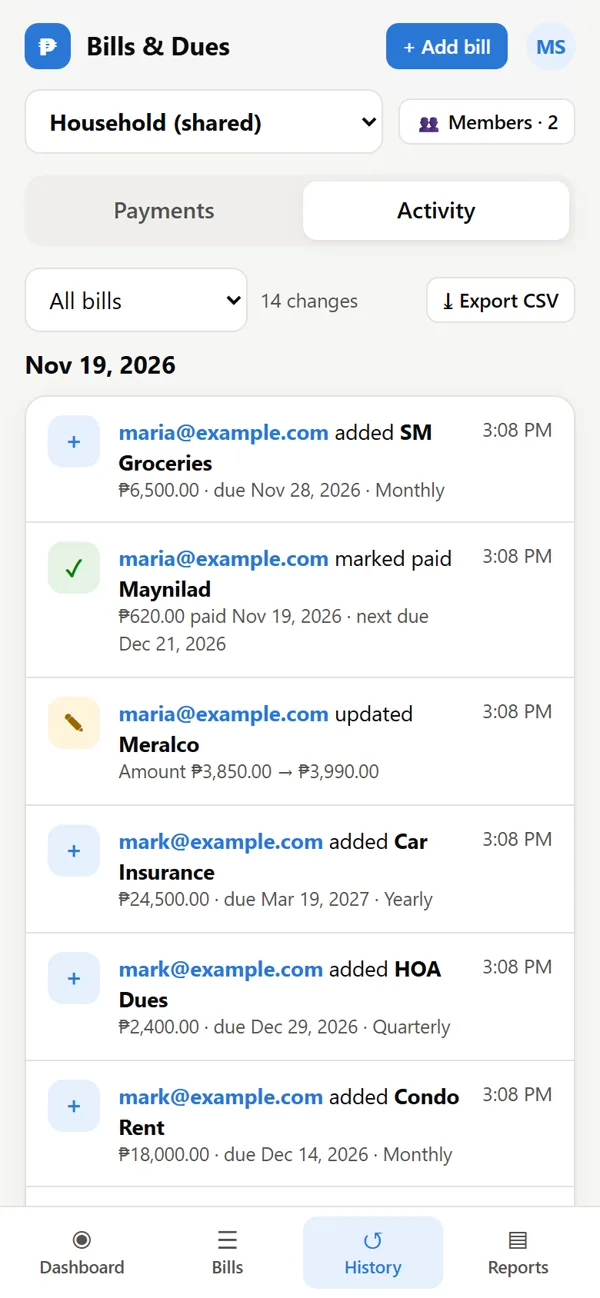 ₱ Bills & Dues + Add bill MS
Household (shared) Members · 2
Payments Activity
All bills 14 changes ⤓ Export CSV
Nov 19, 2026
+ maria@example.com added SM 3:08 PM
Groceries
₱6,500.00 · due Nov 28, 2026 · Monthly
✓ maria@example.com marked paid 3:08 PM
Maynilad
₱620.00 paid Nov 19, 2026 · next due
Dec 21, 2026
maria@example.com updated 3:08 PM
Meralco
Amount ₱3,850.00 → ₱3,990.00
+ mark@example.com added Car 3:08 PM
Insurance
₱24,500.00 · due Mar 19, 2027 · Yearly
+ mark@example.com added HOA 3:08 PM
Dues
₱2,400.00 · due Dec 29, 2026 · Quarterly
+ mark@example.com added Condo 3:08 PM
Rent
₱18,000.00 · due Dec 14, 2026 · Monthly
Dashboard Bills History Reports